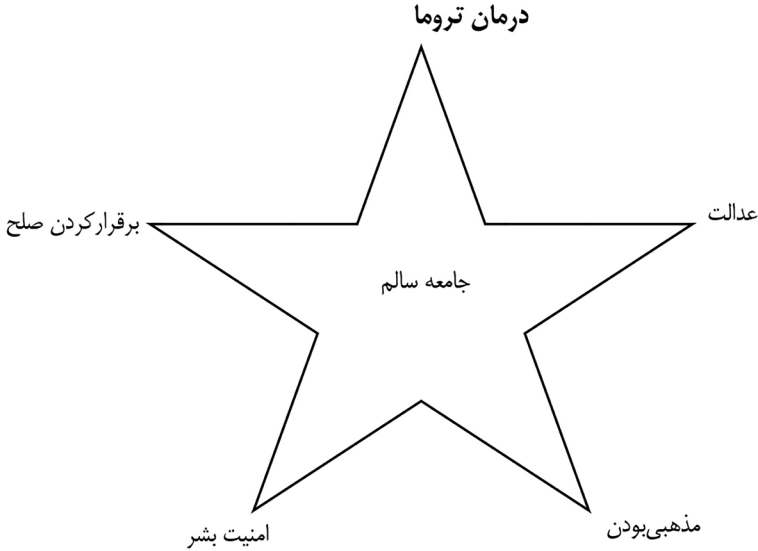 درمان تروما
عدالت
برقرارکردن صلح
جامعه سالم
مذهبی‌بودن
امنیت بشر